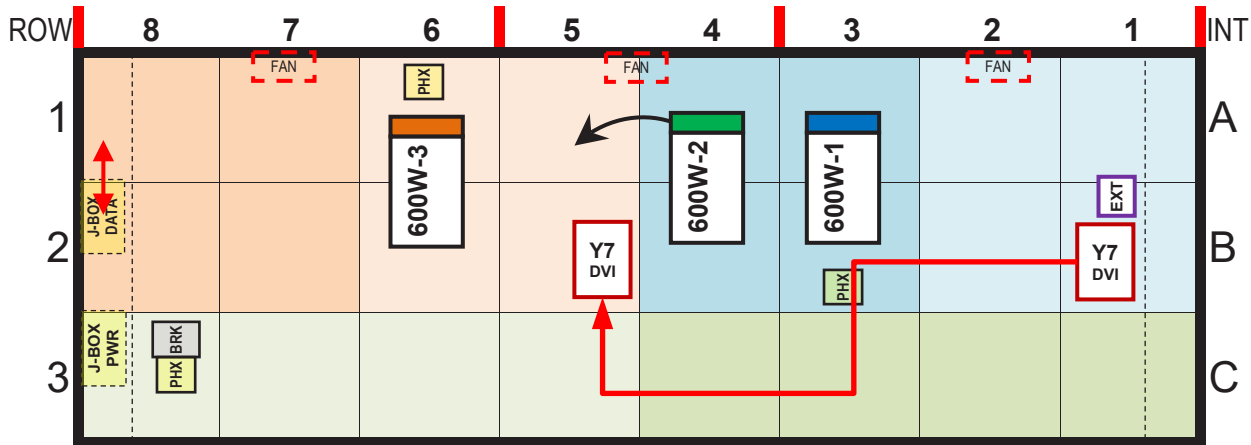 ROW 8 7 6 5 4 3 2 1 INT
FAN FAN FAN
1 A
PHX
600W-3 600W-2 600W-1
J-BOX
DATA
EXT
2 B
Y7
DVI
Y7
DVI
PHX
J-BOX
PWR
BRK
PHX
3 C